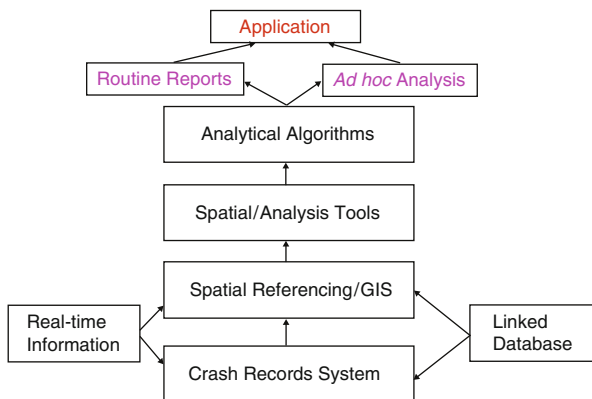 Application
Routine Reports
Ad hoc Analysis
Analytical Algorithms
Spatial/Analysis Tools
Spatial Referencing/GIS
Real-time
Information
Linked
Database
Crash Records System